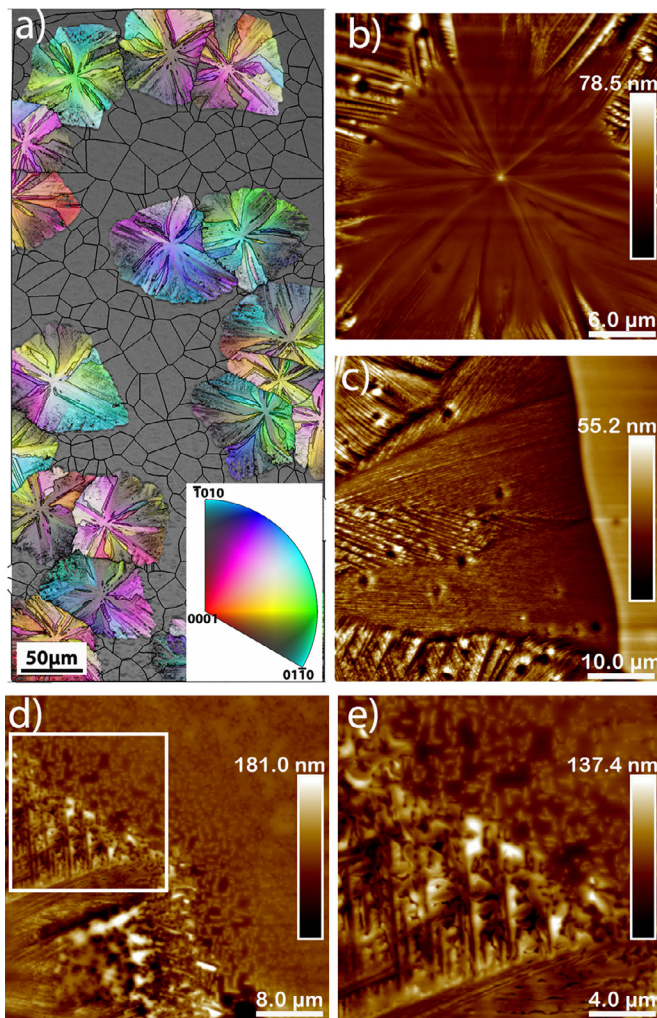 a)
b)
78.5 nm
6.0 µm
c)
55.2 nm
10.0 µm
1̅010
0001
011̅0
50µm
d)
181.0 nm
8.0 µm
e)
137.4 nm
4.0 µm